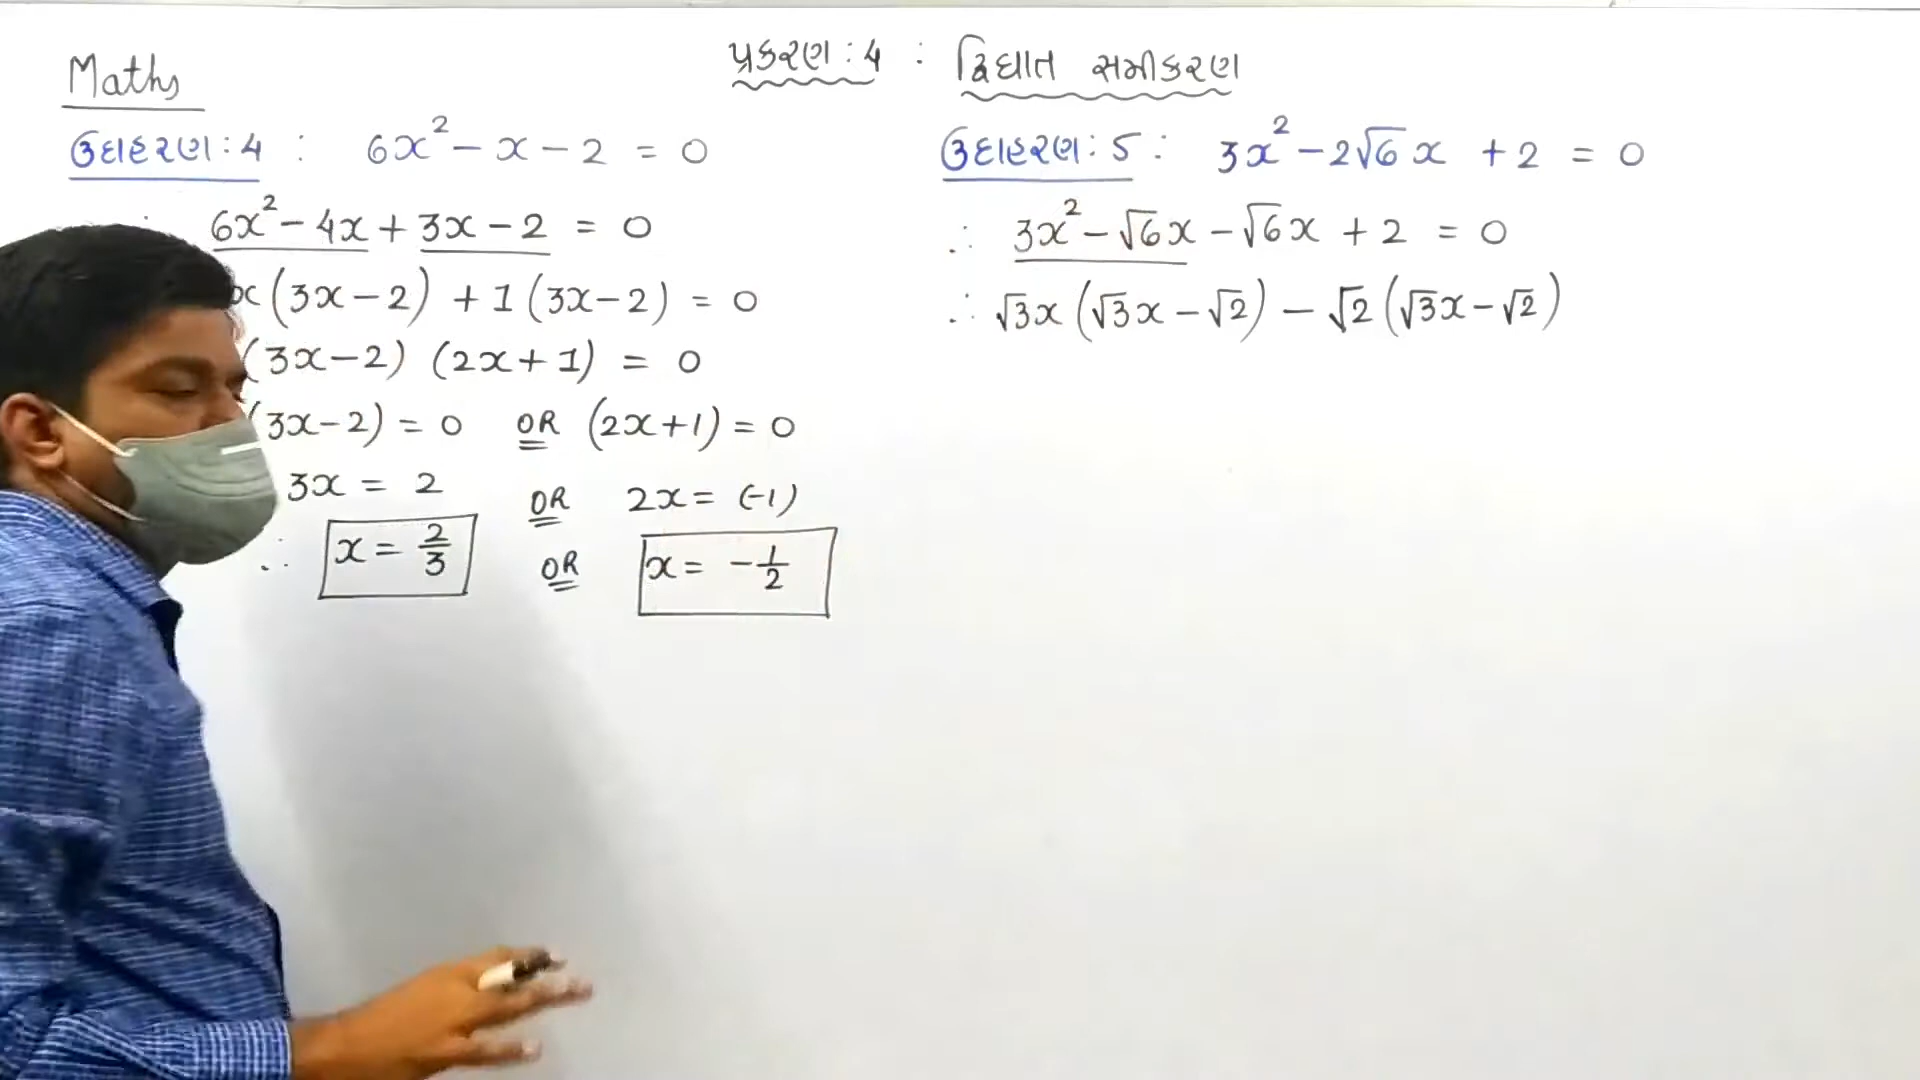 Maths
પ્રકરણ : 4 : દ્વિઘાત સમીકરણ
ઉદાહરણ : 4 : 6x² − x − 2 = 0
6x² − 4x + 3x − 2 = 0
x (3x − 2) + 1 (3x − 2) = 0
(3x − 2) (2x + 1) = 0
(3x − 2) = 0 OR (2x + 1) = 0
3x = 2 OR 2x = (−1)
∴ x = 2/3 OR x = − 1/2
ઉદાહરણ : 5 : 3x² − 2√6 x + 2 = 0
∴ 3x² − √6x − √6x + 2 = 0
∴ √3x (√3x − √2) − √2 (√3x − √2)